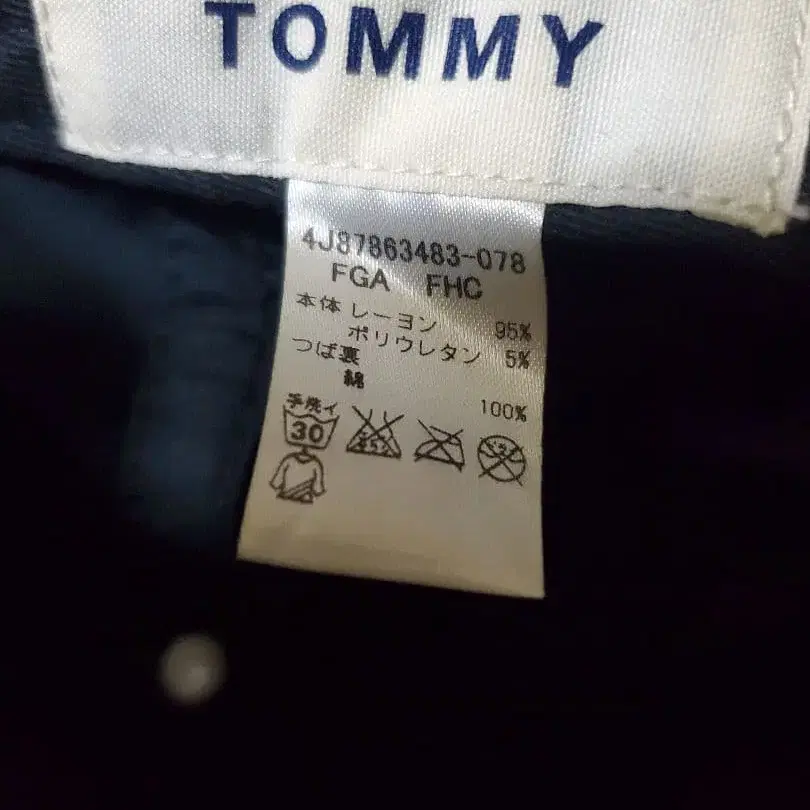 TOMMY
4J87863483-078
FGA FHC
本体 レーヨン 95%
ポリウレタン 5%
つば裏
綿 100%
手洗イ
30